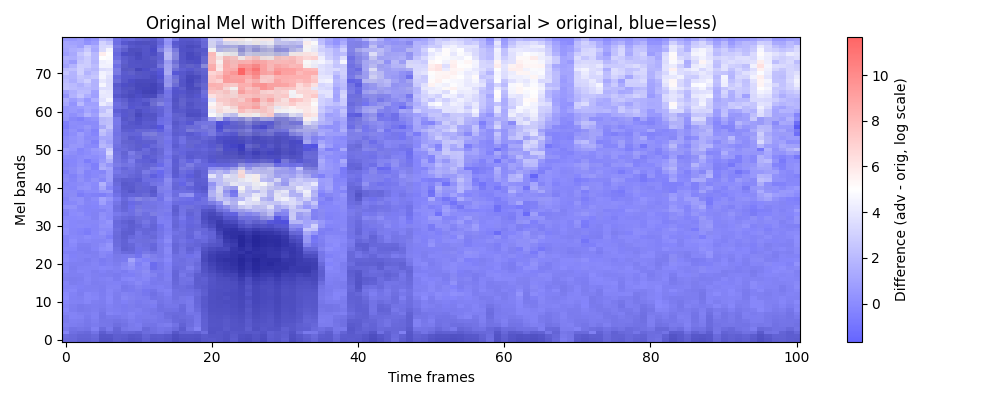 Original Mel with Differences (red=adversarial > original, blue=less)
Mel bands
70
60
50
40
30
20
10
0
0 20 40 60 80 100
Time frames
10
8
6
4
2
0
Difference (adv - orig, log scale)